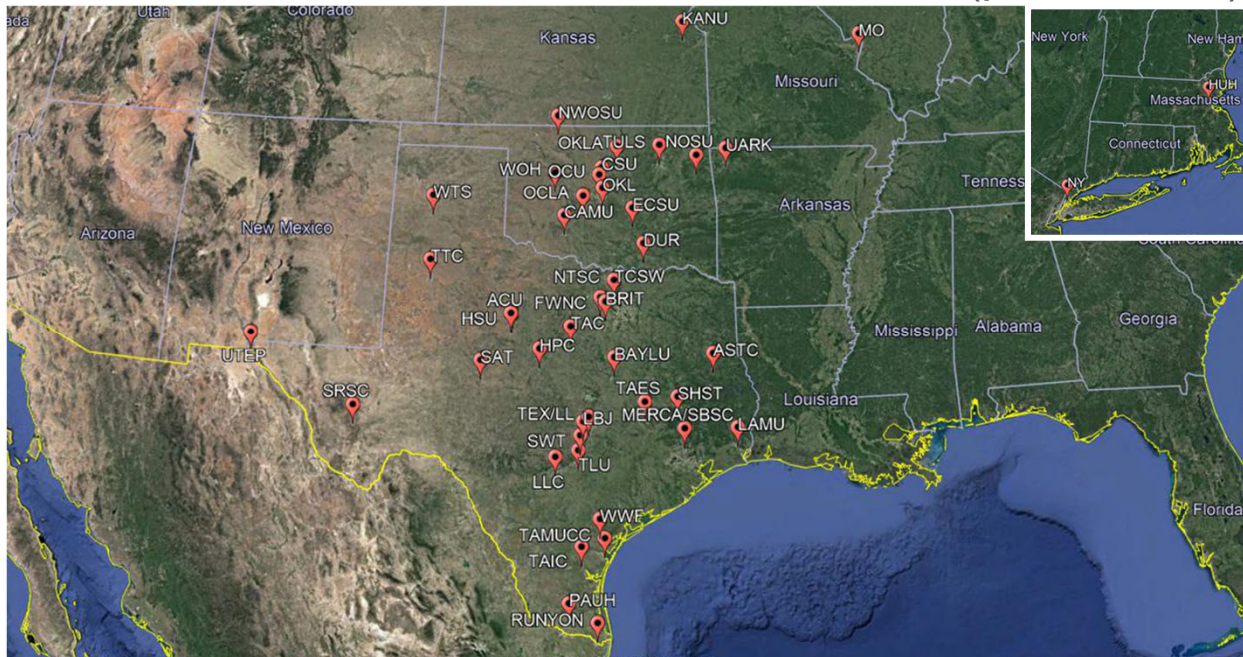 Utah
Colorado
Kansas
KANU
MO
Missouri
New York
New Ham
HUH
Massachusetts
Connecticut
NY
NWOSU
OKLA
TULS
NOSU
UARK
WOH
OCU
CSU
OCLA
OKL
WTS
CAMU
ECSU
Arkansas
Tenness
Arizona
New Mexico
DUR
TTC
NTSC
TCSW
ACU
FWNC
BRIT
HSU
TAC
Mississippi
Alabama
Georgia
UTEP
SAT
HPC
BAYLU
ASTC
SRSC
TAES
SHST
Louisiana
TEX/LL
LBJ
MERCA/SBSC
LAMU
SWT
TLU
LLC
WWF
Florida
TAMUCC
TAIC
PAUH
RUNYON